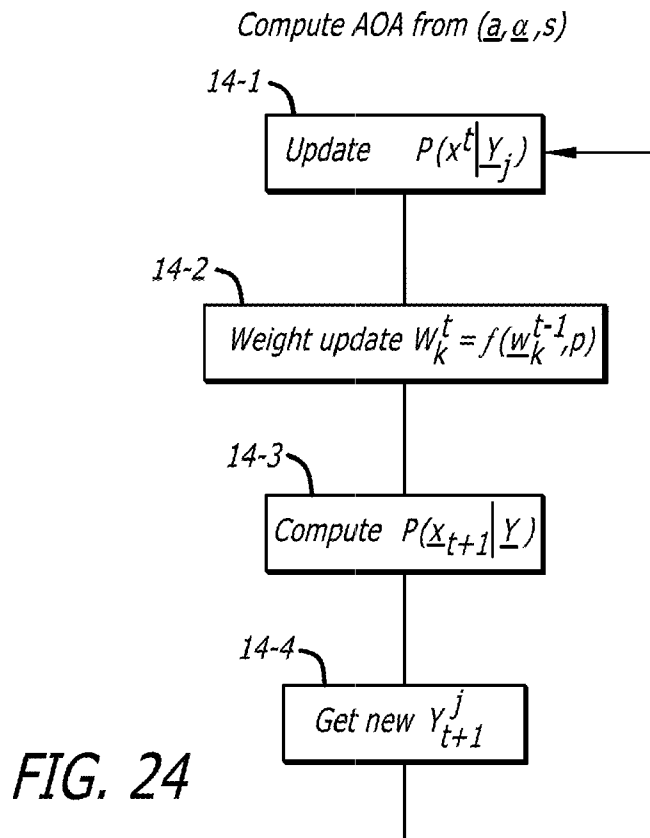 Compute AOA from (a, α, s)
14-1
Update P(x^t | Y_j)
14-2
Weight update W_k^t = f(w_k^{t-1}, p)
14-3
Compute P(x_{t+1} | Y)
14-4
Get new Y_{t+1}^j
FIG. 24